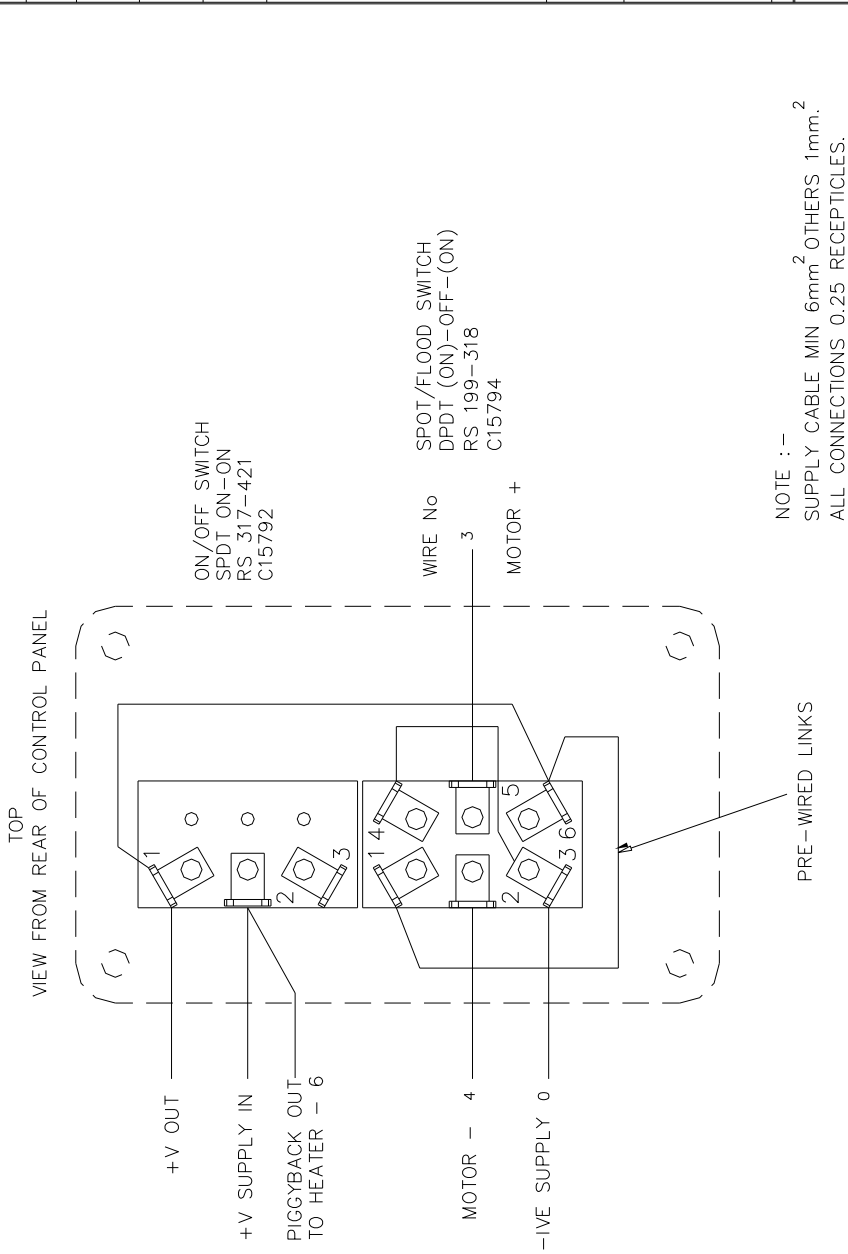 TOP
VIEW FROM REAR OF CONTROL PANEL
ON/OFF SWITCH
SPDT ON-ON
RS 317-421
C15792
+V OUT
+V SUPPLY IN
PIGGYBACK OUT
TO HEATER - 6
1
2
3
SPOT/FLOOD SWITCH
DPDT (ON)-OFF-(ON)
RS 199-318
C15794
WIRE No
3
MOTOR +
MOTOR - 4
-IVE SUPPLY 0
1 4
2 5
3 6
PRE-WIRED LINKS
NOTE :-
SUPPLY CABLE MIN 6mm² OTHERS 1mm.²
ALL CONNECTIONS 0.25 RECEPTICLES.